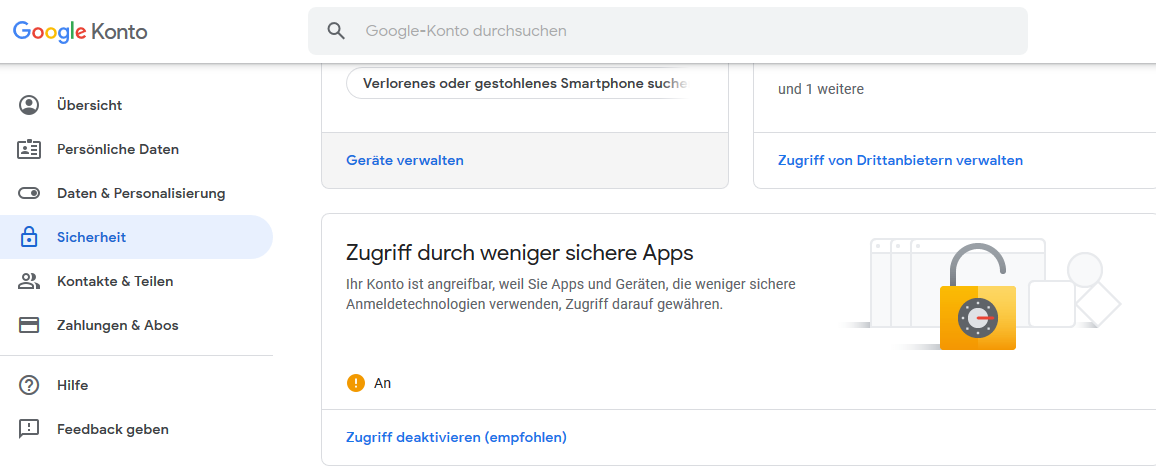 Google Konto
Google-Konto durchsuchen
Übersicht
Persönliche Daten
Daten & Personalisierung
Sicherheit
Kontakte & Teilen
Zahlungen & Abos
Hilfe
Feedback geben
Verlorenes oder gestohlenes Smartphone suche
Geräte verwalten
und 1 weitere
Zugriff von Drittanbietern verwalten
Zugriff durch weniger sichere Apps
Ihr Konto ist angreifbar, weil Sie Apps und Geräten, die weniger sichere
Anmeldetechnologien verwenden, Zugriff darauf gewähren.
An
Zugriff deaktivieren (empfohlen)